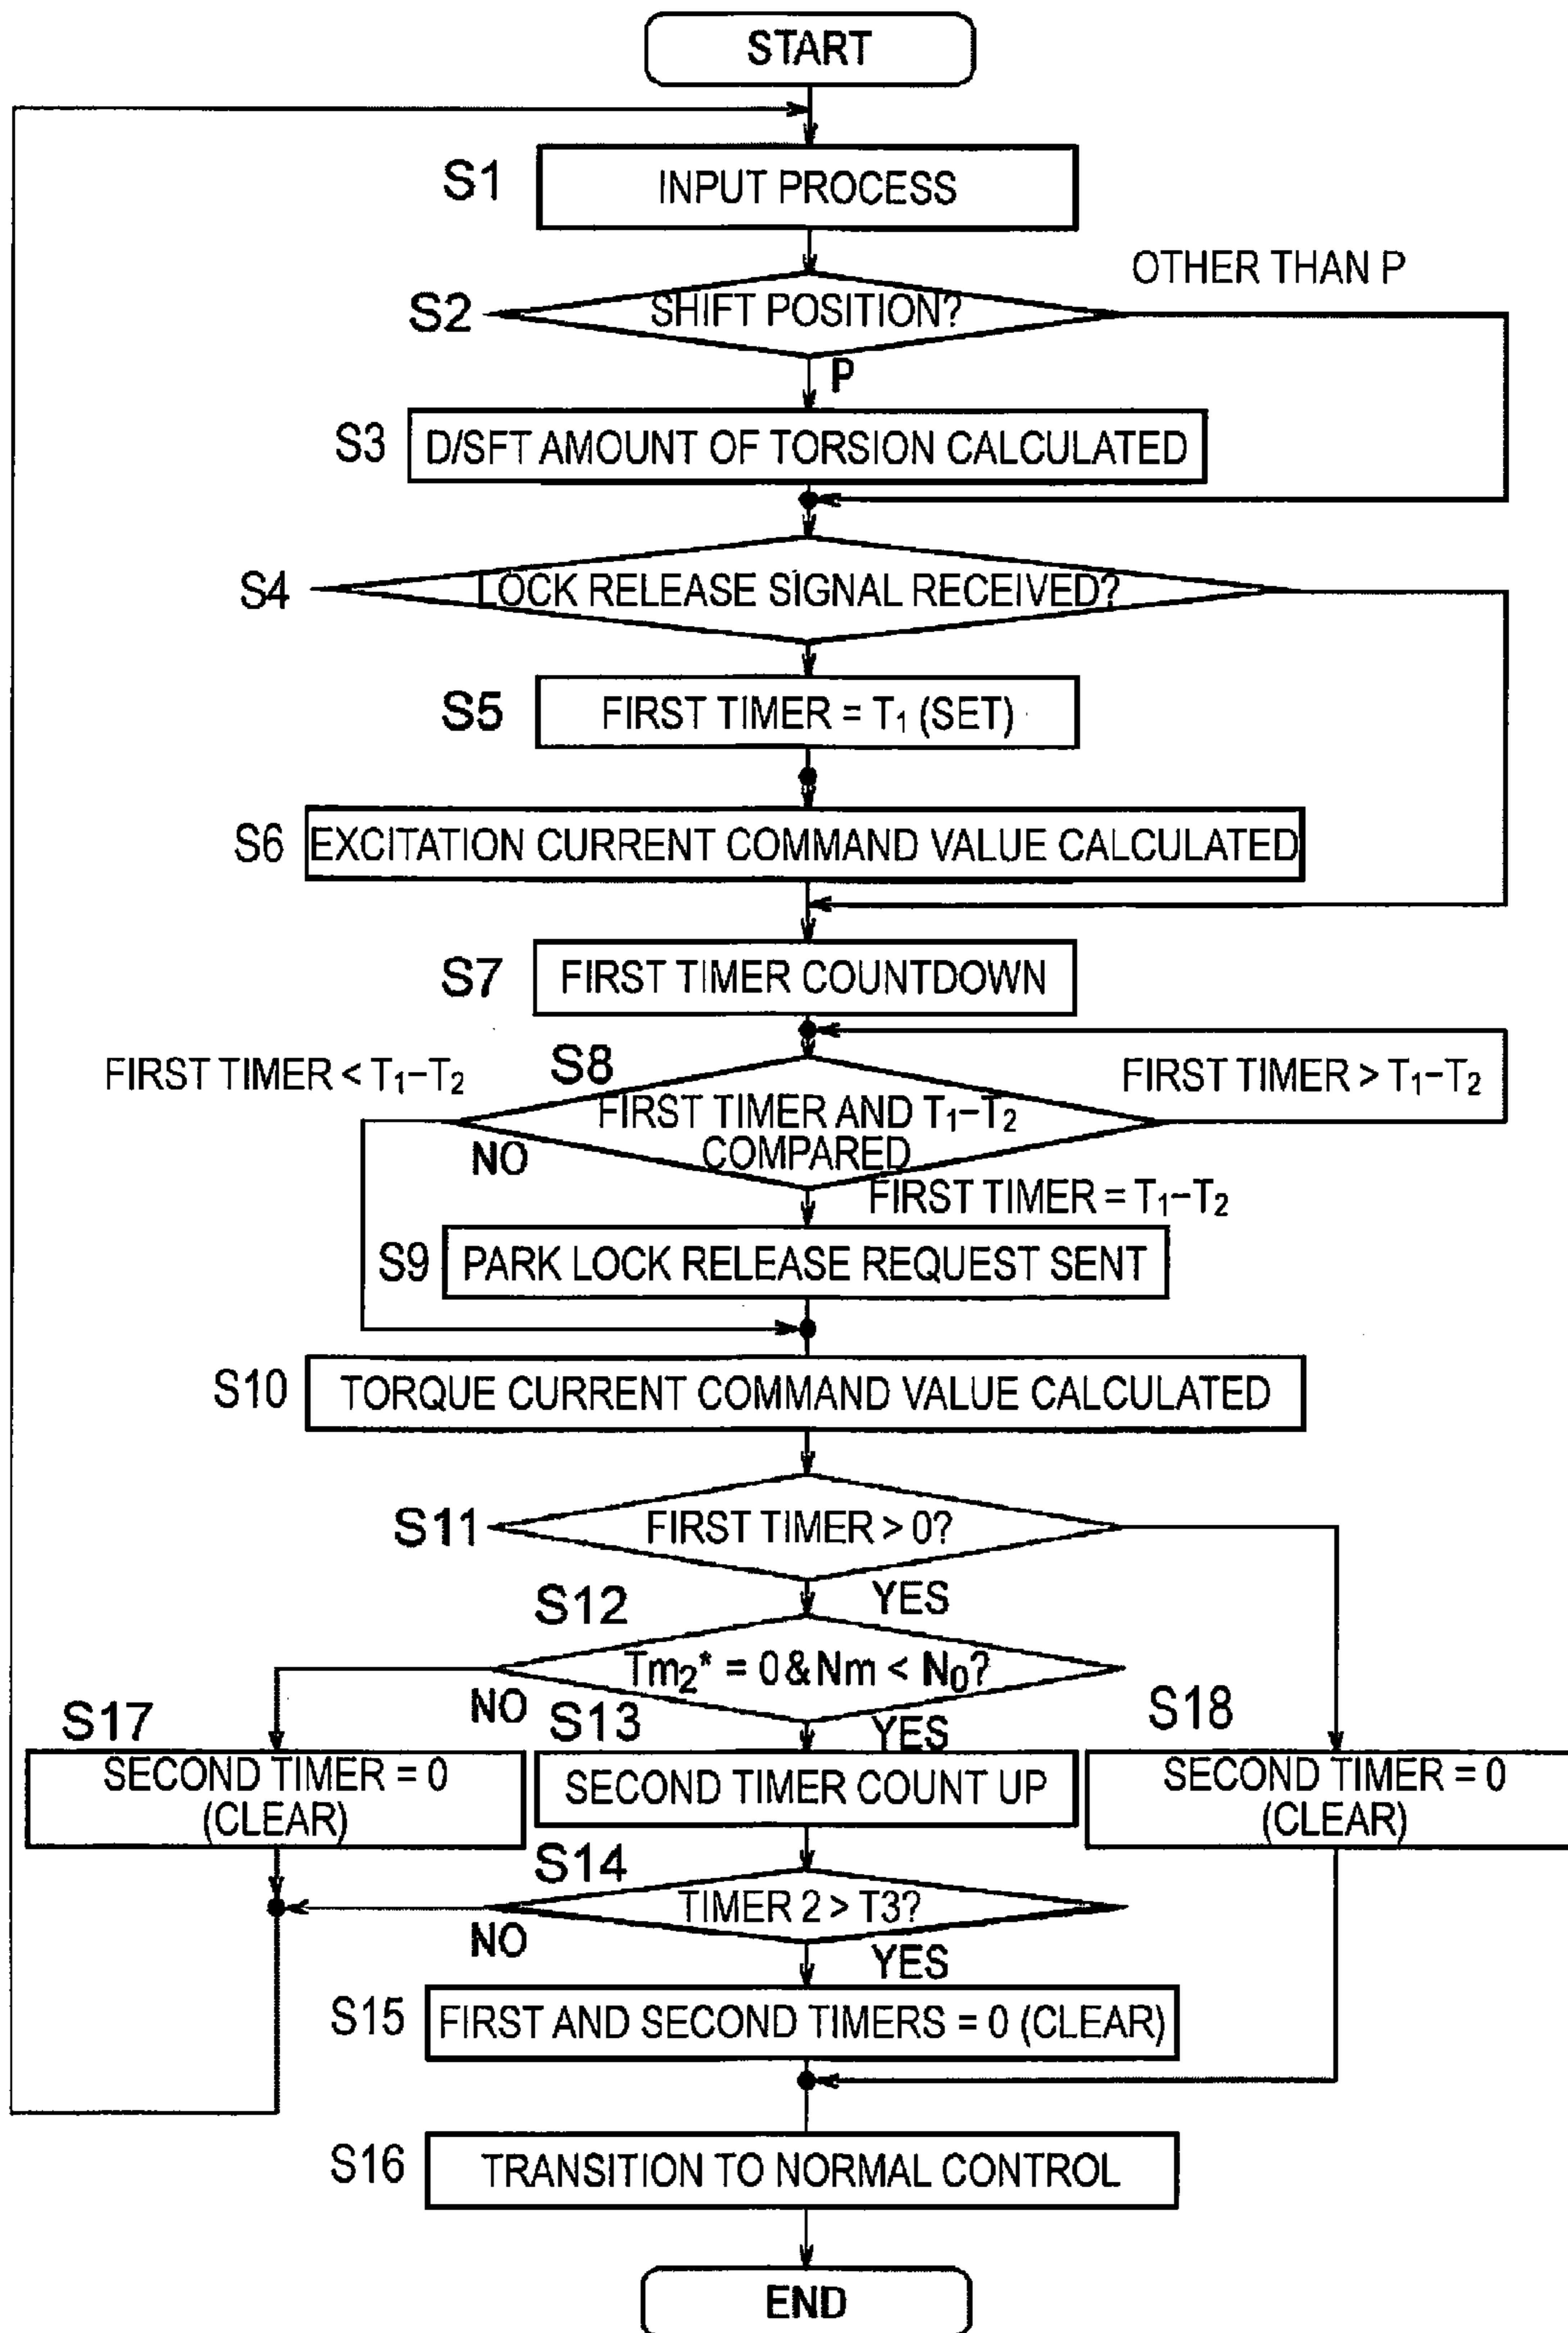 START
S1
INPUT PROCESS
OTHER THAN P
S2
SHIFT POSITION?
P
S3
D/SFT AMOUNT OF TORSION CALCULATED
S4
LOCK RELEASE SIGNAL RECEIVED?
S5
FIRST TIMER = T₁ (SET)
S6
EXCITATION CURRENT COMMAND VALUE CALCULATED
S7
FIRST TIMER COUNTDOWN
FIRST TIMER < T₁−T₂
S8
FIRST TIMER > T₁−T₂
FIRST TIMER AND T₁−T₂
COMPARED
NO
FIRST TIMER = T₁−T₂
S9
PARK LOCK RELEASE REQUEST SENT
S10
TORQUE CURRENT COMMAND VALUE CALCULATED
S11
FIRST TIMER > 0?
YES
S12
Tm₂* = 0 & Nm < N₀?
NO
YES
S17
SECOND TIMER = 0
(CLEAR)
S13
SECOND TIMER COUNT UP
S18
SECOND TIMER = 0
(CLEAR)
S14
TIMER 2 > T3?
NO
YES
S15
FIRST AND SECOND TIMERS = 0 (CLEAR)
S16
TRANSITION TO NORMAL CONTROL
END